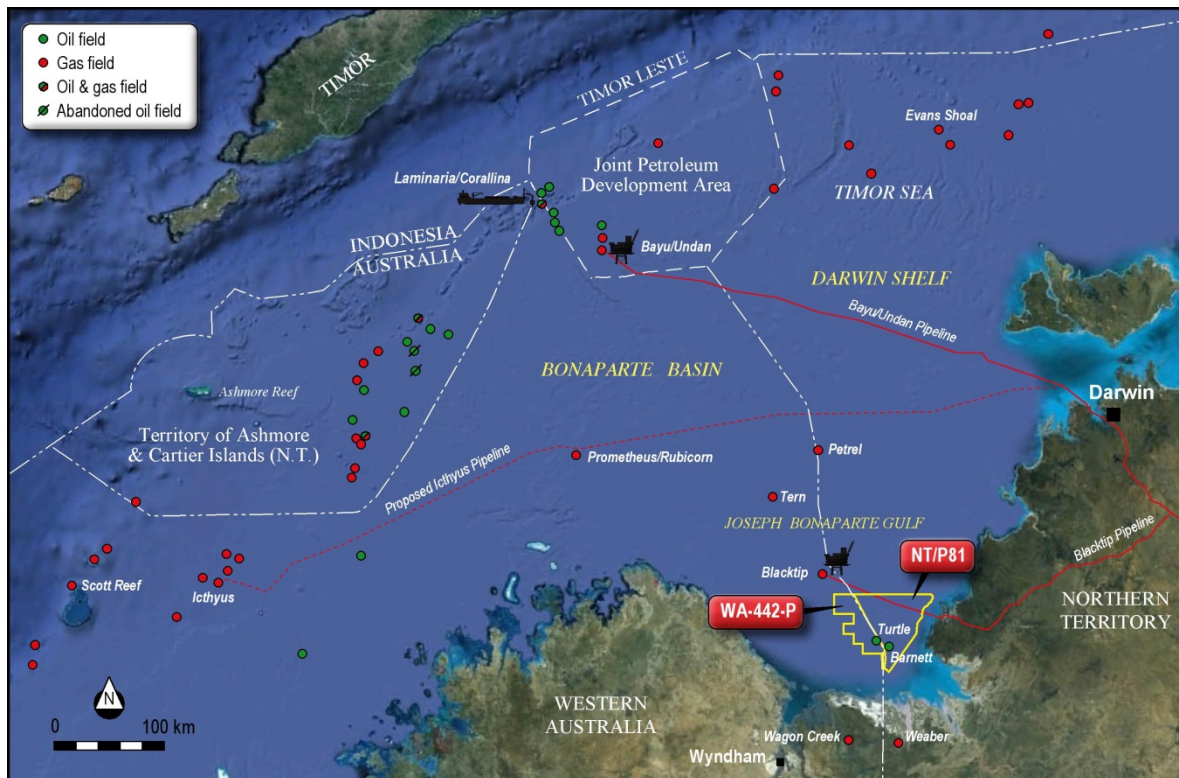 Oil field
Gas field
Oil & gas field
Abandoned oil field
TIMOR
TIMOR LESTE
Evans Shoal
Joint Petroleum
Development Area
TIMOR SEA
Laminaria/Corallina
INDONESIA
AUSTRALIA
Bayu/Undan
DARWIN SHELF
Bayu/Undan Pipeline
BONAPARTE BASIN
Ashmore Reef
Darwin
Territory of Ashmore
& Cartier Islands (N.T.)
Proposed Icthyus Pipeline
Prometheus/Rubicorn
Petrel
Tern
JOSEPH BONAPARTE GULF
Blacktip Pipeline
NT/P81
Scott Reef
Icthyus
Blacktip
WA-442-P
NORTHERN
TERRITORY
Turtle
Barnett
N
0 100 km
WESTERN
AUSTRALIA
Wagon Creek
Weaber
Wyndham